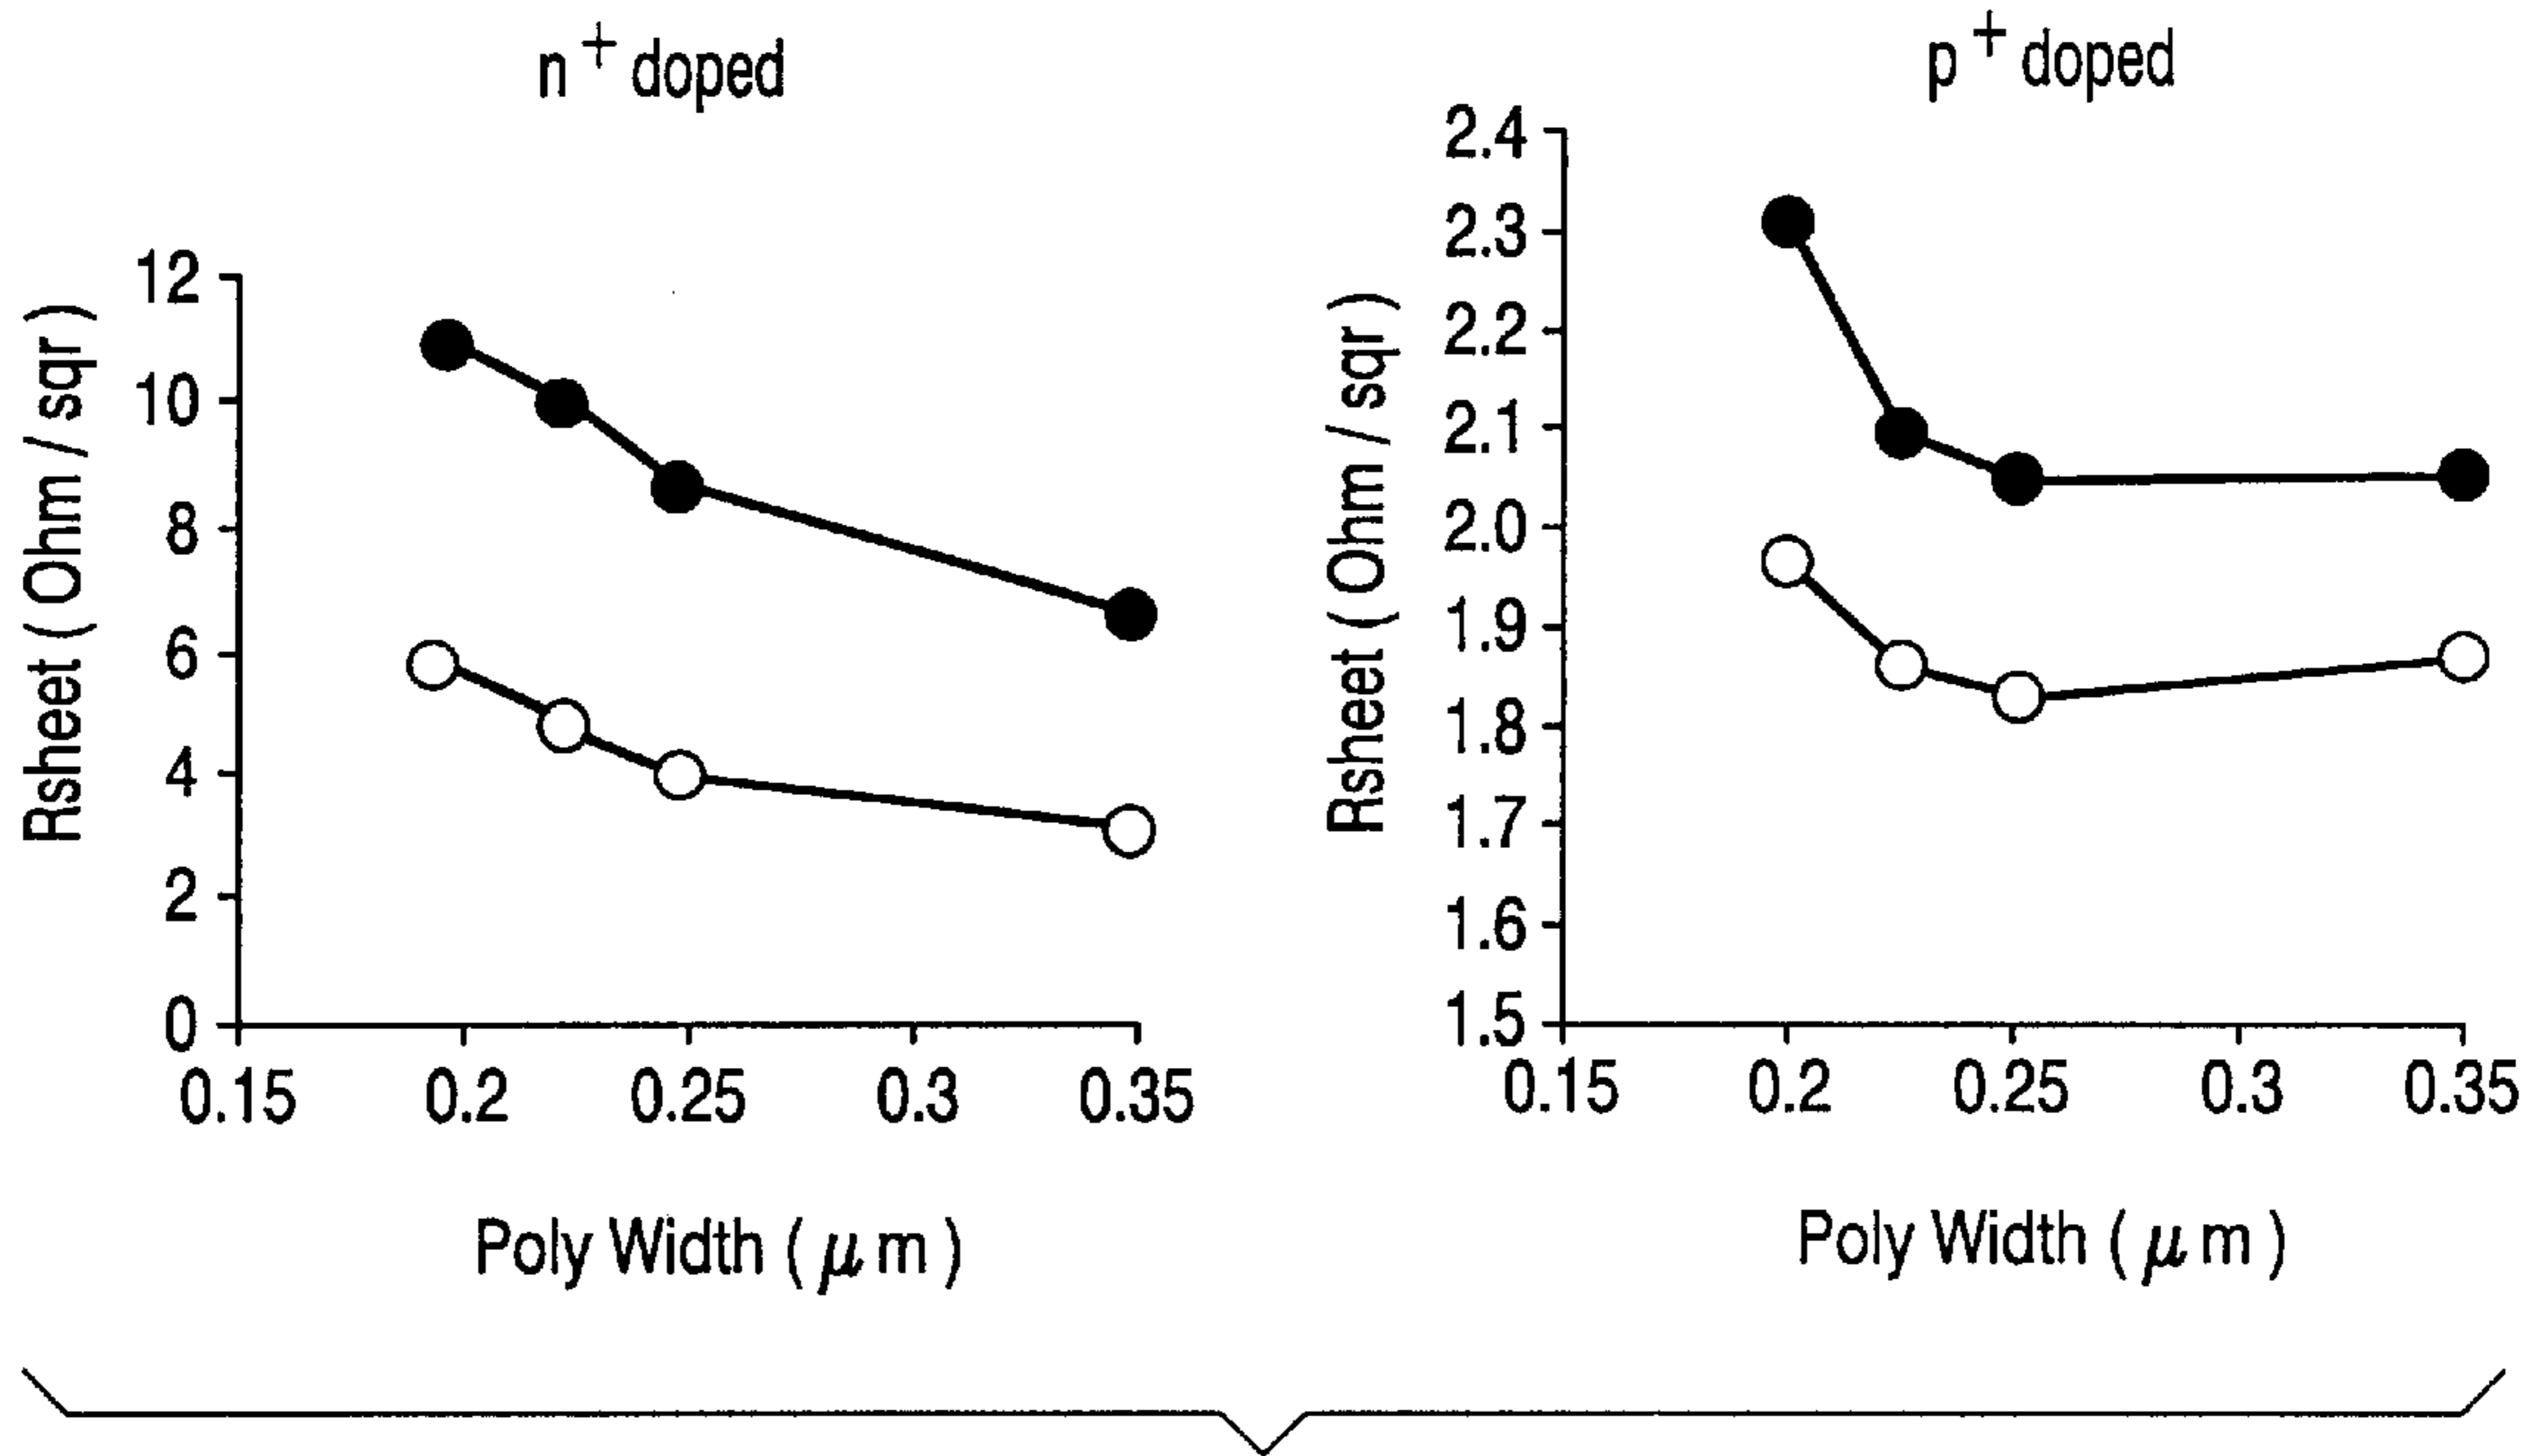 n+ doped
Rsheet ( Ohm / sqr )
12
10
8
6
4
2
0
0.15 0.2 0.25 0.3 0.35
Poly Width ( μm )
p+ doped
Rsheet ( Ohm / sqr )
2.4
2.3
2.2
2.1
2.0
1.9
1.8
1.7
1.6
1.5
0.15 0.2 0.25 0.3 0.35
Poly Width ( μm )